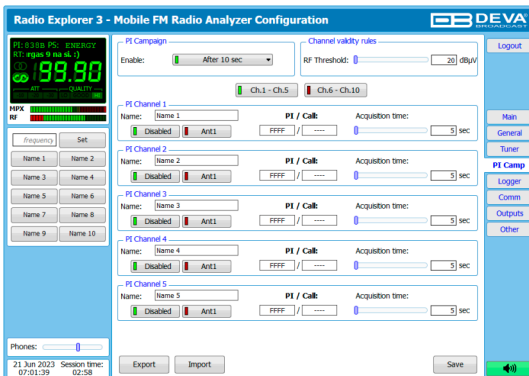 Radio Explorer 3 - Mobile FM Radio Analyzer Configuration
DB DEVA
BROADCAST
PI: 838B PS: ENERGY
RT: rgas 9 na si. :)
99.90
ATT QUALITY
MPX
RF
frequency Set
Name 1 Name 2
Name 3 Name 4
Name 5 Name 6
Name 7 Name 8
Name 9 Name 10
Phones:
21 Jun 2023 Session time:
07:01:39 02:58
PI Campaign
Enable: After 10 sec
Channel validity rules
RF Threshold: 20 dBµV
Ch.1 - Ch.5 Ch.6 - Ch.10
PI Channel 1
Name: Name 1 PI / Call: Acquisition time:
Disabled Ant1 FFFF / ---- 5 sec
PI Channel 2
Name: Name 2 PI / Call: Acquisition time:
Disabled Ant1 FFFF / ---- 5 sec
PI Channel 3
Name: Name 3 PI / Call: Acquisition time:
Disabled Ant1 FFFF / ---- 5 sec
PI Channel 4
Name: Name 4 PI / Call: Acquisition time:
Disabled Ant1 FFFF / ---- 5 sec
PI Channel 5
Name: Name 5 PI / Call: Acquisition time:
Disabled Ant1 FFFF / ---- 5 sec
Export Import Save
Logout
Main
General
Tuner
PI Camp
Logger
Comm
Outputs
Other